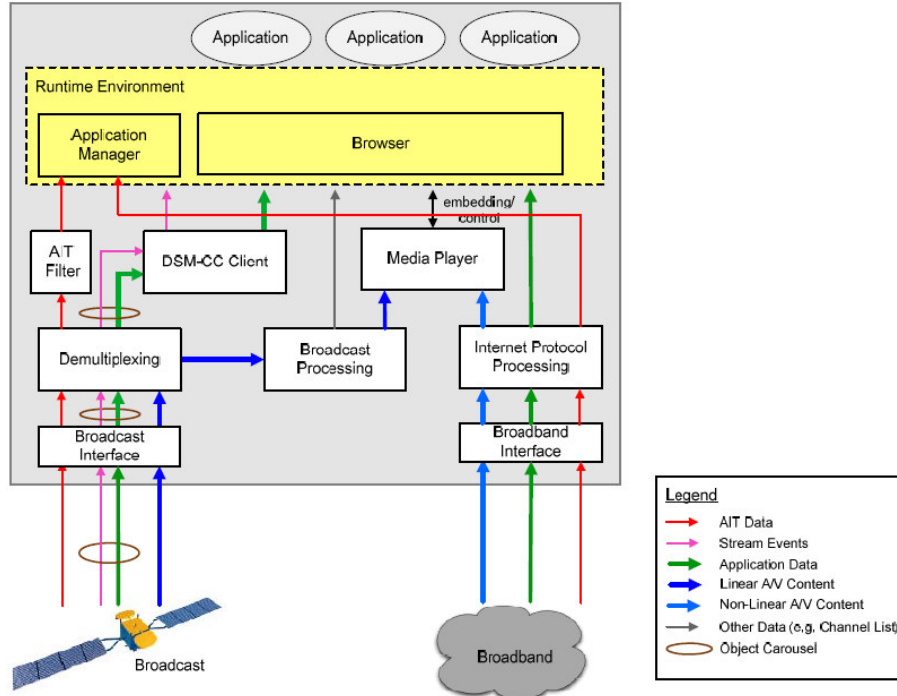 Application
Application
Application
Runtime Environment
Application
Manager
Browser
embedding/
control
AIT
Filter
DSM-CC Client
Media Player
Demultiplexing
Broadcast
Processing
Internet Protocol
Processing
Broadcast
Interface
Broadband
Interface
Broadcast
Broadband
Legend
AIT Data
Stream Events
Application Data
Linear A/V Content
Non-Linear A/V Content
Other Data (e,g, Channel List)
Object Carousel